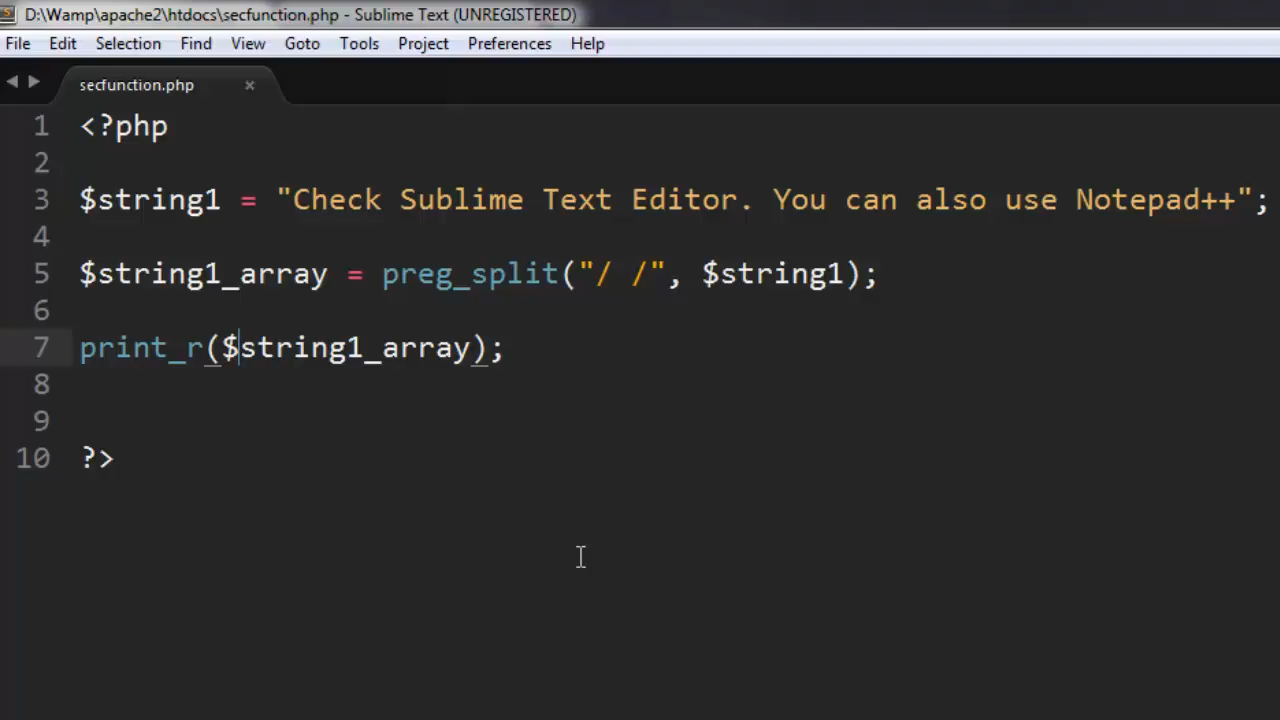 D:\Wamp\apache2\htdocs\secfunction.php - Sublime Text (UNREGISTERED)
File Edit Selection Find View Goto Tools Project Preferences Help
secfunction.php ×
1 <?php
2
3 $string1 = "Check Sublime Text Editor. You can also use Notepad++";
4
5 $string1_array = preg_split("/ /", $string1);
6
7 print_r($string1_array);
8
9
10 ?>